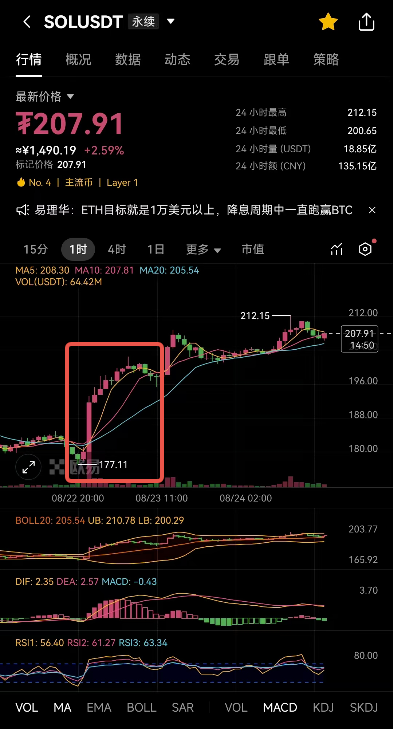 SOLUSDT 永续
行情 概况 数据 动态 交易 跟单 策略
最新价格
₮207.91
≈¥1,490.19 +2.59%
标记价格 207.91
No. 4 | 主流币 | Layer 1
24 小时最高 212.15
24 小时最低 200.65
24 小时量 (USDT) 18.85亿
24 小时额 (CNY) 135.15亿
易理华：ETH目标就是1万美元以上，降息周期中一直跑赢BTC
15分 1时 4时 1日 更多 市值
MA5: 208.30 MA10: 207.81 MA20: 205.54
VOL(USDT): 64.42M
212.00
212.15
207.91
14:50
196.00
188.00
180.00
177.11
欧易
08/22 20:00 08/23 11:00 08/24 02:00
BOLL20: 205.54 UB: 210.78 LB: 200.29
203.77
165.92
DIF: 2.35 DEA: 2.57 MACD: -0.43
3.70
RSI1: 56.40 RSI2: 61.27 RSI3: 63.34
80.00
VOL MA EMA BOLL SAR VOL MACD KDJ SKDJ